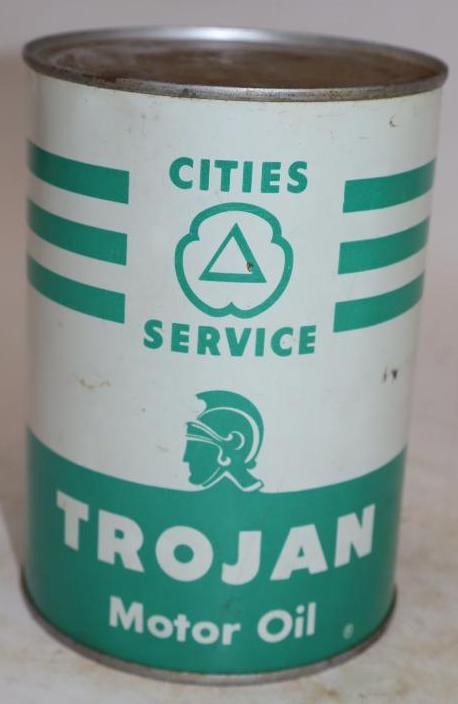 CITIES
SERVICE
TROJAN
Motor Oil ®